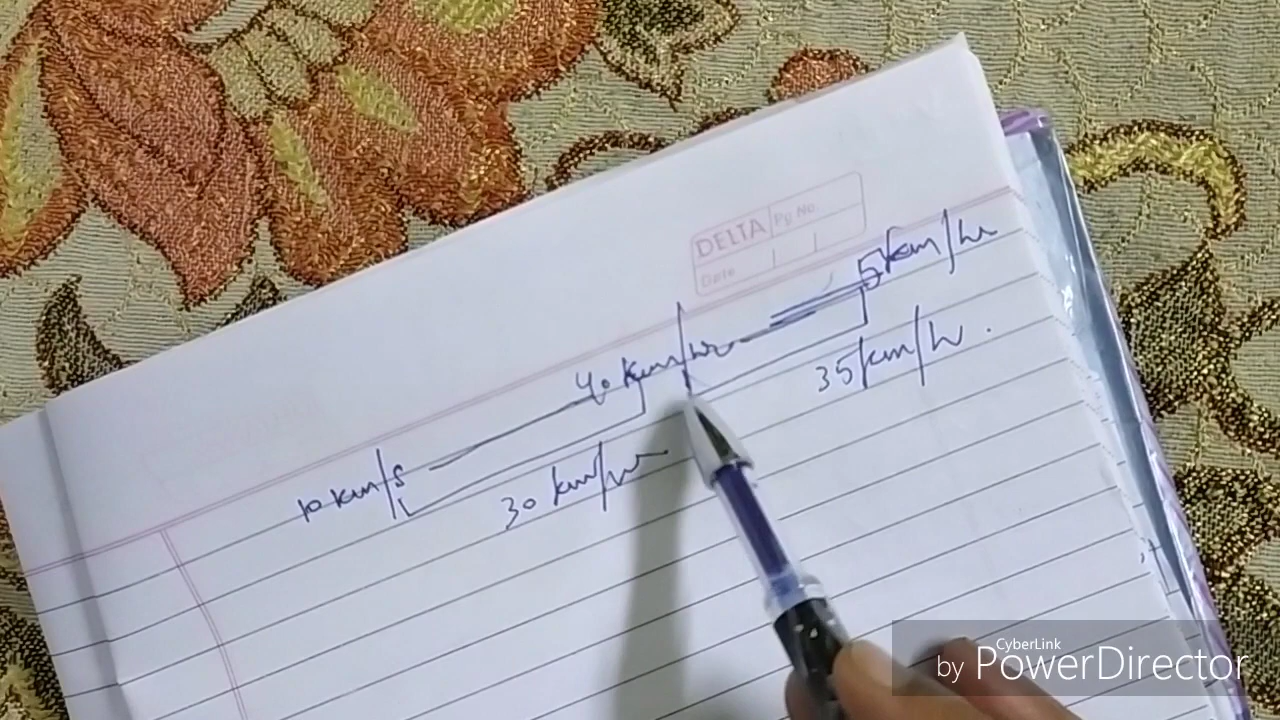 DELTA Pg No.
Date
10 km/s 40 km/hr 5 km/hr
30 km/hr 35 km/hr.
CyberLink
by PowerDirector